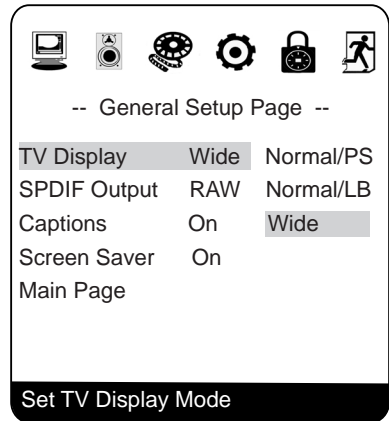 -- General Setup Page --
TV Display Wide Normal/PS
SPDIF Output RAW Normal/LB
Captions On Wide
Screen Saver On
Main Page
Set TV Display Mode